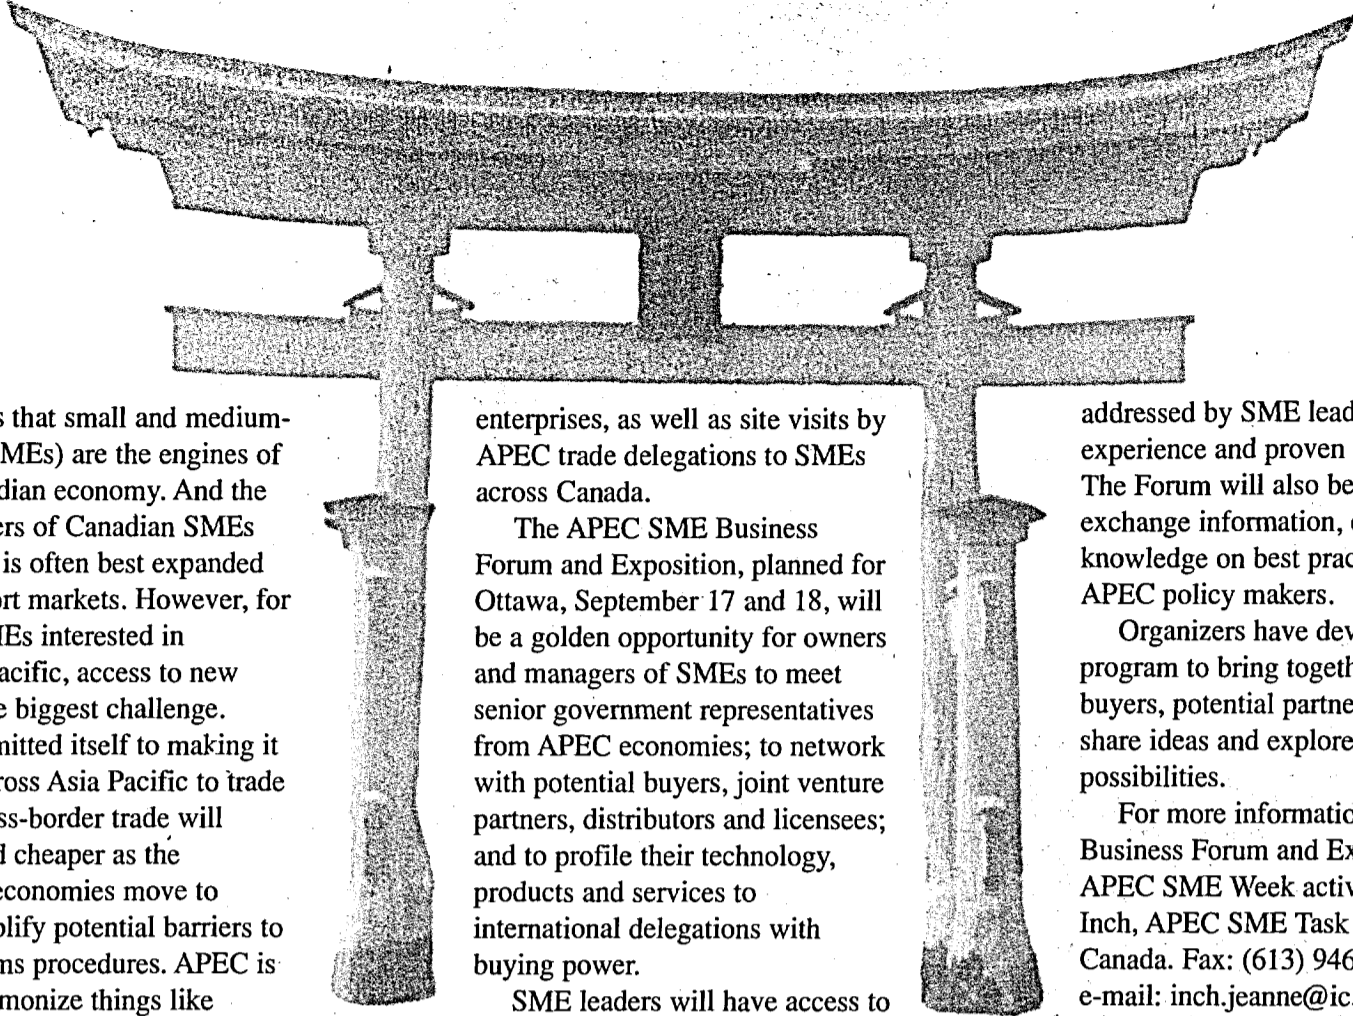 s that small and medium-
MEs) are the engines of
dian economy. And the
ers of Canadian SMEs
is often best expanded
rt markets. However, for
Es interested in
acific, access to new
e biggest challenge.
mitted itself to making it
ross Asia Pacific to trade
ss-border trade will
d cheaper as the
economies move to
plify potential barriers to
ms procedures. APEC is
monize things like
enterprises, as well as site visits by
APEC trade delegations to SMEs
across Canada.
The APEC SME Business
Forum and Exposition, planned for
Ottawa, September 17 and 18, will
be a golden opportunity for owners
and managers of SMEs to meet
senior government representatives
from APEC economies; to network
with potential buyers, joint venture
partners, distributors and licensees;
and to profile their technology,
products and services to
international delegations with
buying power.
SME leaders will have access to
addressed by SME lead
experience and proven
The Forum will also be
exchange information,
knowledge on best prac
APEC policy makers.
Organizers have dev
program to bring togeth
buyers, potential partne
share ideas and explore
possibilities.
For more informatio
Business Forum and Ex
APEC SME Week activ
Inch, APEC SME Task
Canada. Fax: (613) 946
e-mail: inch.jeanne@ic.